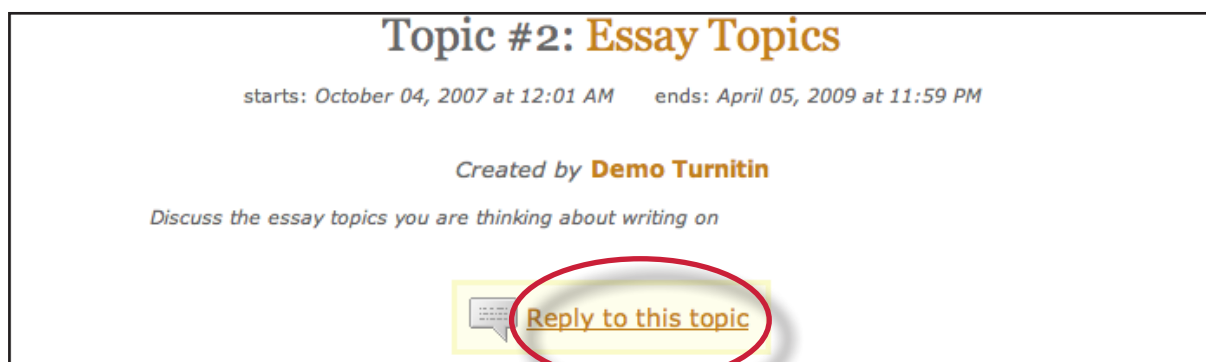 Topic #2: Essay Topics
starts: October 04, 2007 at 12:01 AM ends: April 05, 2009 at 11:59 PM
Created by Demo Turnitin
Discuss the essay topics you are thinking about writing on
Reply to this topic